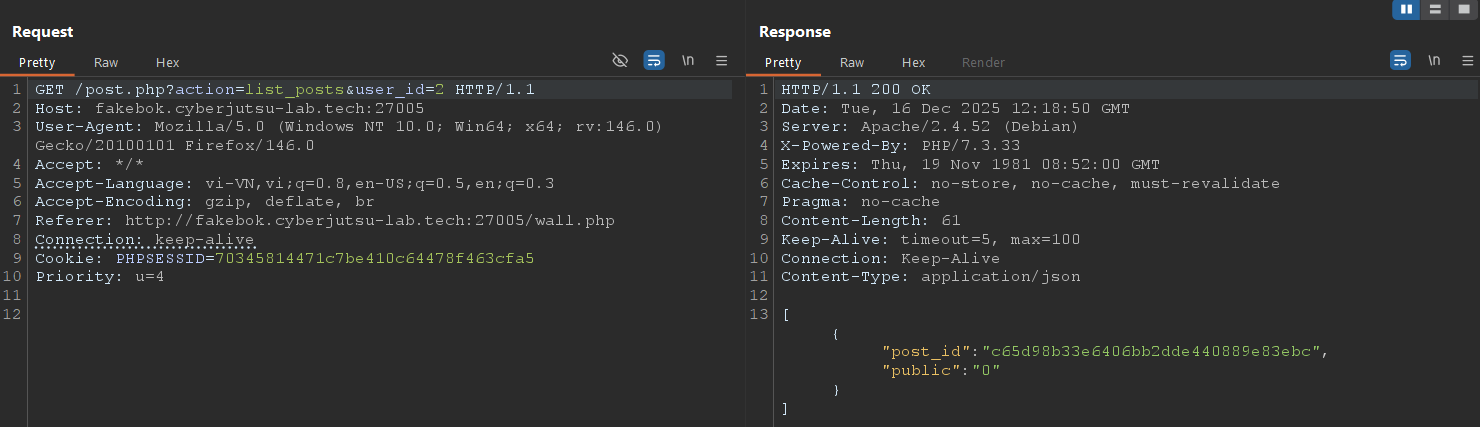 Request
Pretty Raw Hex \n
1 GET /post.php?action=list_posts&user_id=2 HTTP/1.1
2 Host: fakebok.cyberjutsu-lab.tech:27005
3 User-Agent: Mozilla/5.0 (Windows NT 10.0; Win64; x64; rv:146.0)
Gecko/20100101 Firefox/146.0
4 Accept: */*
5 Accept-Language: vi-VN,vi;q=0.8,en-US;q=0.5,en;q=0.3
6 Accept-Encoding: gzip, deflate, br
7 Referer: http://fakebok.cyberjutsu-lab.tech:27005/wall.php
8 Connection: keep-alive
9 Cookie: PHPSESSID=70345814471c7be410c64478f463cfa5
10 Priority: u=4
11
12
Response
Pretty Raw Hex Render \n
1 HTTP/1.1 200 OK
2 Date: Tue, 16 Dec 2025 12:18:50 GMT
3 Server: Apache/2.4.52 (Debian)
4 X-Powered-By: PHP/7.3.33
5 Expires: Thu, 19 Nov 1981 08:52:00 GMT
6 Cache-Control: no-store, no-cache, must-revalidate
7 Pragma: no-cache
8 Content-Length: 61
9 Keep-Alive: timeout=5, max=100
10 Connection: Keep-Alive
11 Content-Type: application/json
12
13 [
{
"post_id":"c65d98b33e6406bb2dde440889e83ebc",
"public":"0"
}
]